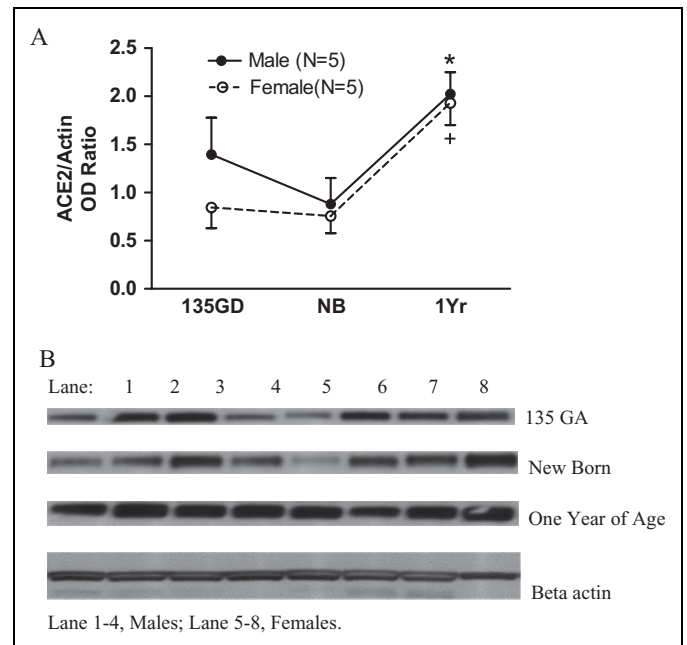 A
2.5
2.0
1.5
1.0
0.5
0.0
ACE2/Actin
OD Ratio
Male (N=5)
Female(N=5)
*
+
135GD NB 1Yr
B
Lane: 1 2 3 4 5 6 7 8
135 GA
New Born
One Year of Age
Beta actin
Lane 1-4, Males; Lane 5-8, Females.